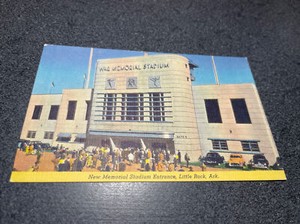 WAR MEMORIAL STADIUM
New Memorial Stadium Entrance, Little Rock, Ark.